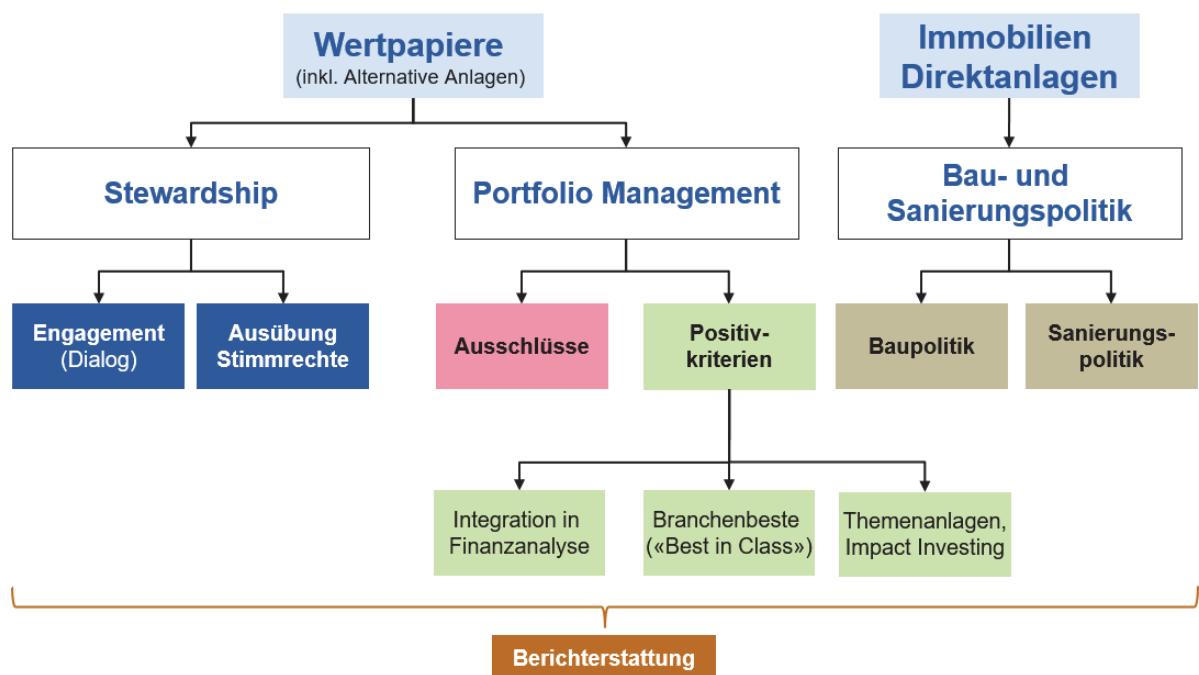 Wertpapiere
(inkl. Alternative Anlagen)
Immobilien
Direktanlagen
Stewardship
Portfolio Management
Bau- und
Sanierungspolitik
Engagement
(Dialog)
Ausübung
Stimmrechte
Ausschlüsse
Positiv-
kriterien
Baupolitik
Sanierungs-
politik
Integration in
Finanzanalyse
Branchenbeste
(«Best in Class»)
Themenanlagen,
Impact Investing
Berichterstattung